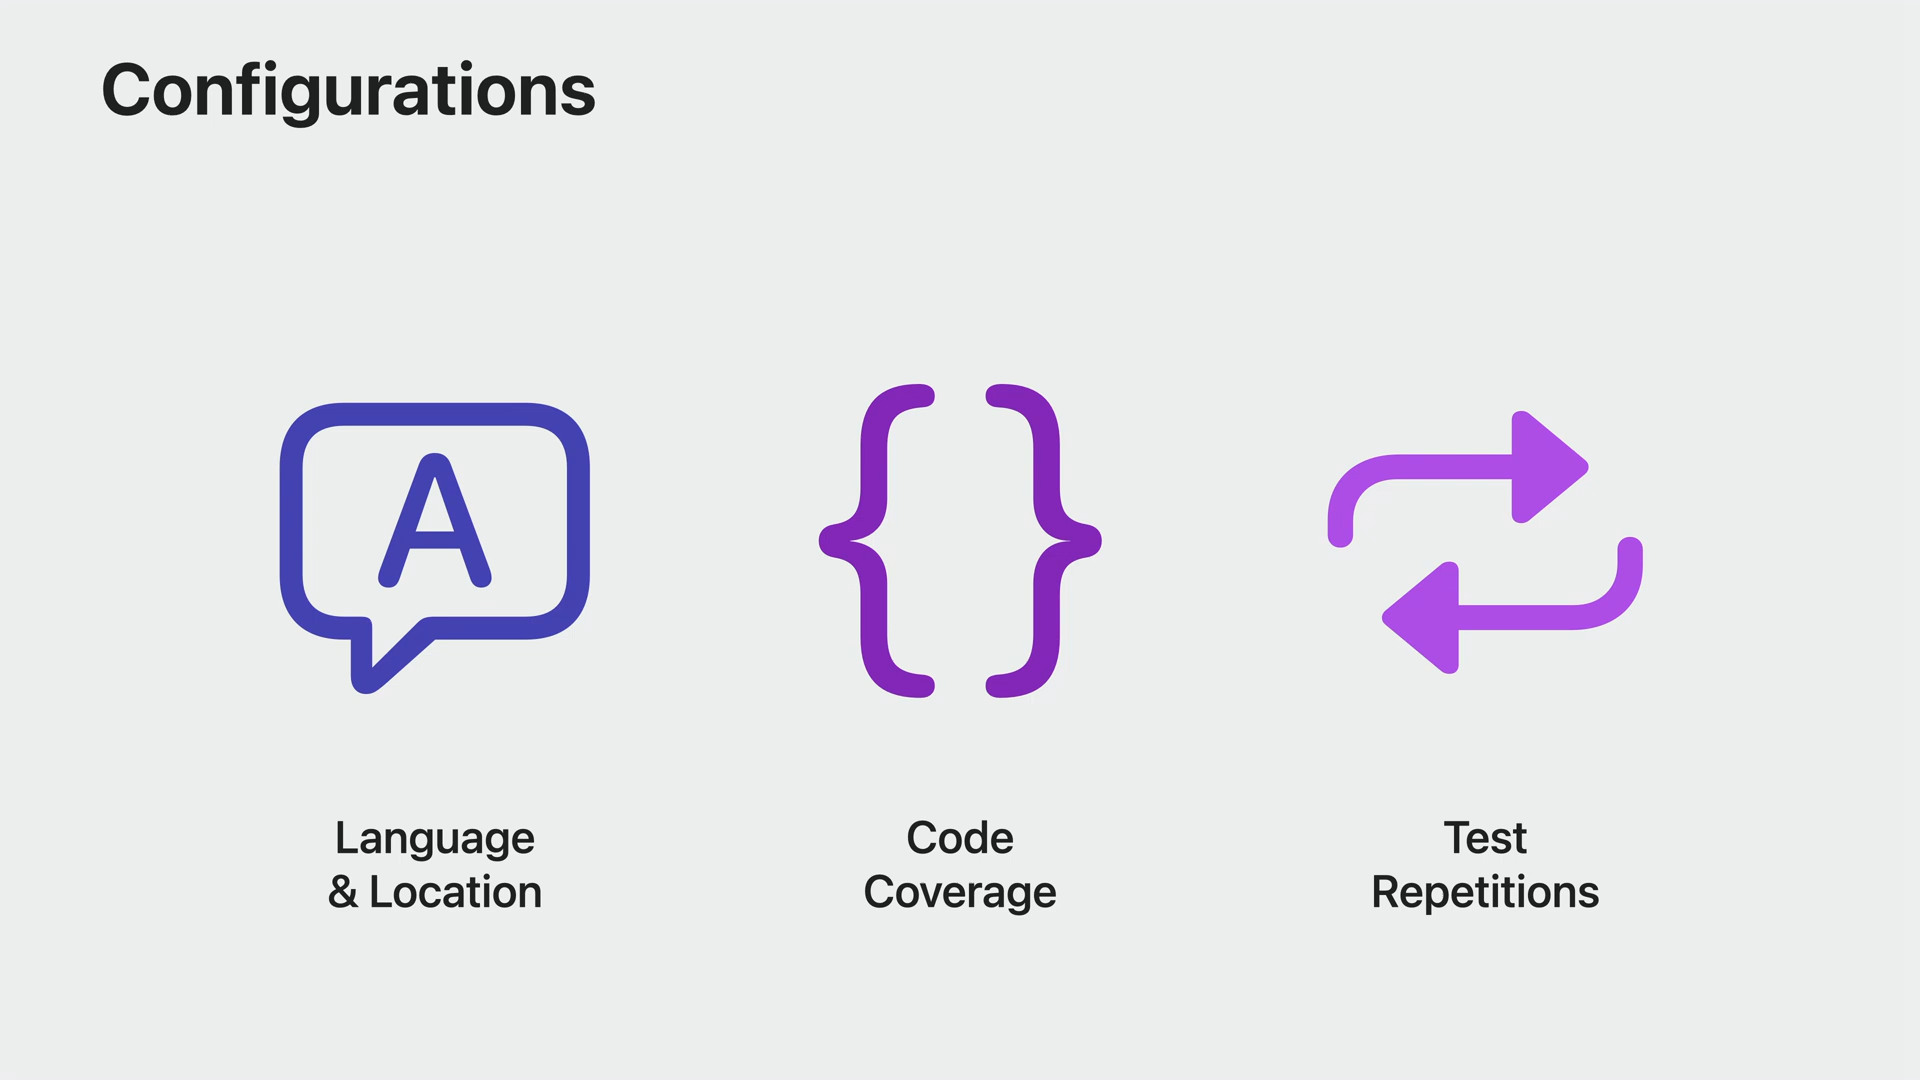 Configurations
A
Language
& Location
Code
Coverage
Test
Repetitions